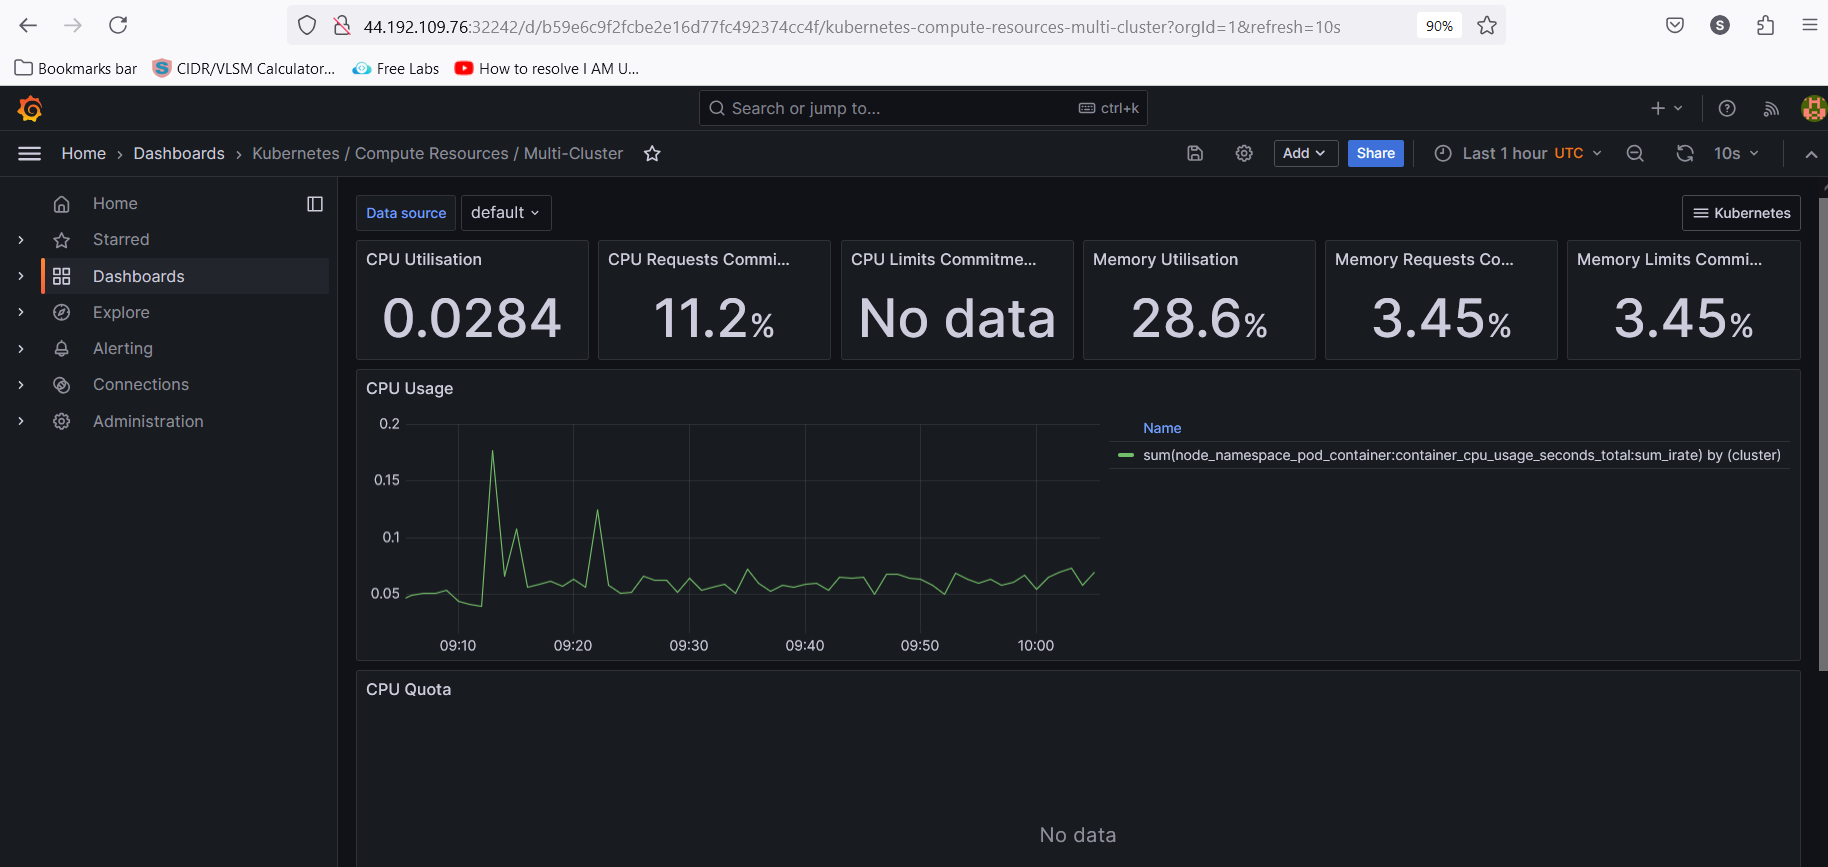 44.192.109.76:32242/d/b59e6c9f2fcbe2e16d77fc492374cc4f/kubernetes-compute-resources-multi-cluster?orgId=1&refresh=10s
90%
S
Bookmarks bar
S CIDR/VLSM Calculator...
Free Labs
How to resolve I AM U...
Search or jump to...
ctrl+k
Home › Dashboards › Kubernetes / Compute Resources / Multi-Cluster
Add
Share
Last 1 hour UTC
10s
Home
Starred
Dashboards
Explore
Alerting
Connections
Administration
Data source
default
Kubernetes
CPU Utilisation
0.0284
CPU Requests Commi...
11.2%
CPU Limits Commitme...
No data
Memory Utilisation
28.6%
Memory Requests Co...
3.45%
Memory Limits Commi...
3.45%
CPU Usage
0.2
0.15
0.1
0.05
09:10
09:20
09:30
09:40
09:50
10:00
Name
sum(node_namespace_pod_container:container_cpu_usage_seconds_total:sum_irate) by (cluster)
CPU Quota
No data